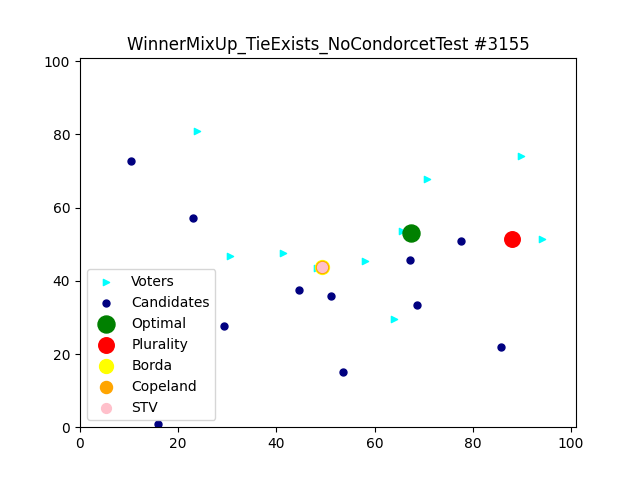 WinnerMixUp_TieExists_NoCondorcetTest #3155
100
80
60
40
20
0
Voters
Candidates
Optimal
Plurality
Borda
Copeland
STV
0 20 40 60 80 100